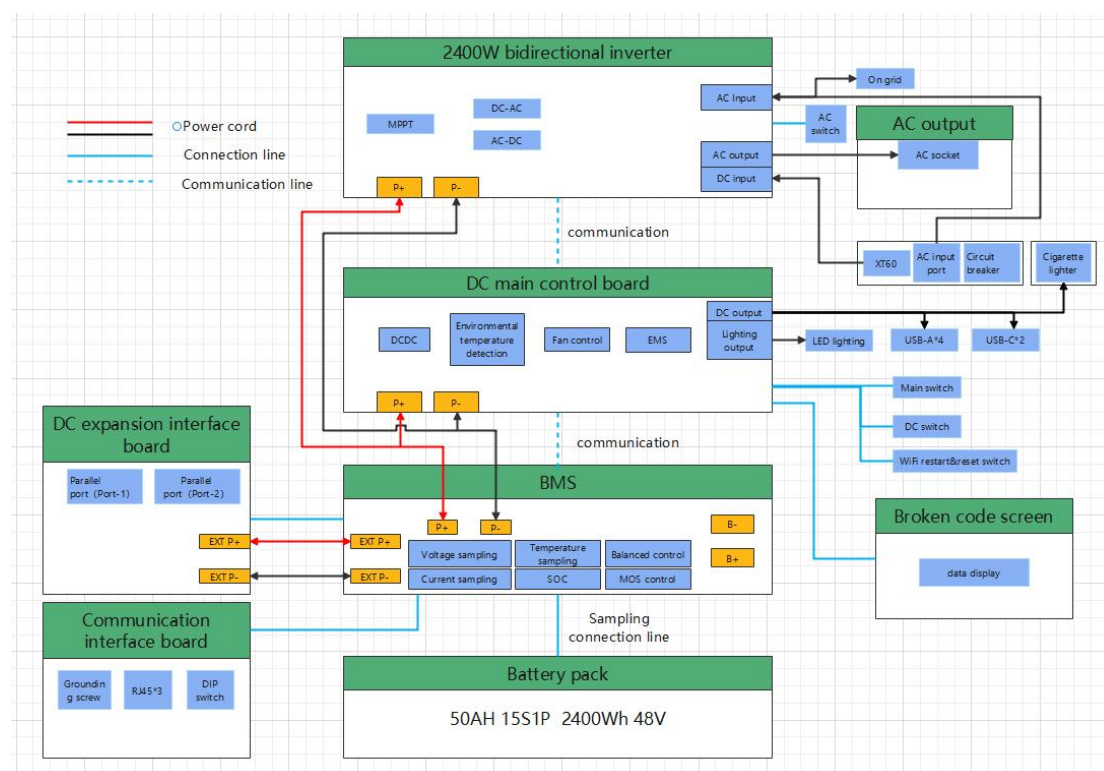 2400W bidirectional inverter
MPPT
DC-AC
AC-DC
AC Input
AC output
DC input
P+
P-
On grid
AC
switch
AC output
AC socket
Power cord
Connection line
Communication line
communication
XT60
AC input
port
Circuit
breaker
Cigarette
lighter
DC main control board
DCDC
Environmental
temperature
detection
Fan control
EMS
DC output
Lighting
output
P+
P-
LED lighting
USB-A*4
USB-C*2
Main switch
DC switch
WiFi restart&reset switch
communication
DC expansion interface
board
Parallel
port（Port-1）
Parallel
port（Port-2）
EXT P+
EXT P-
BMS
P+
P-
B-
B+
EXT P+
EXT P-
Voltage sampling
Temperature
sampling
Balanced control
Current sampling
SOC
MOS control
Broken code screen
data display
Communication
interface board
Groundin
g screw
RJ45*3
DIP
switch
Sampling
connection line
Battery pack
50AH 15S1P 2400Wh 48V